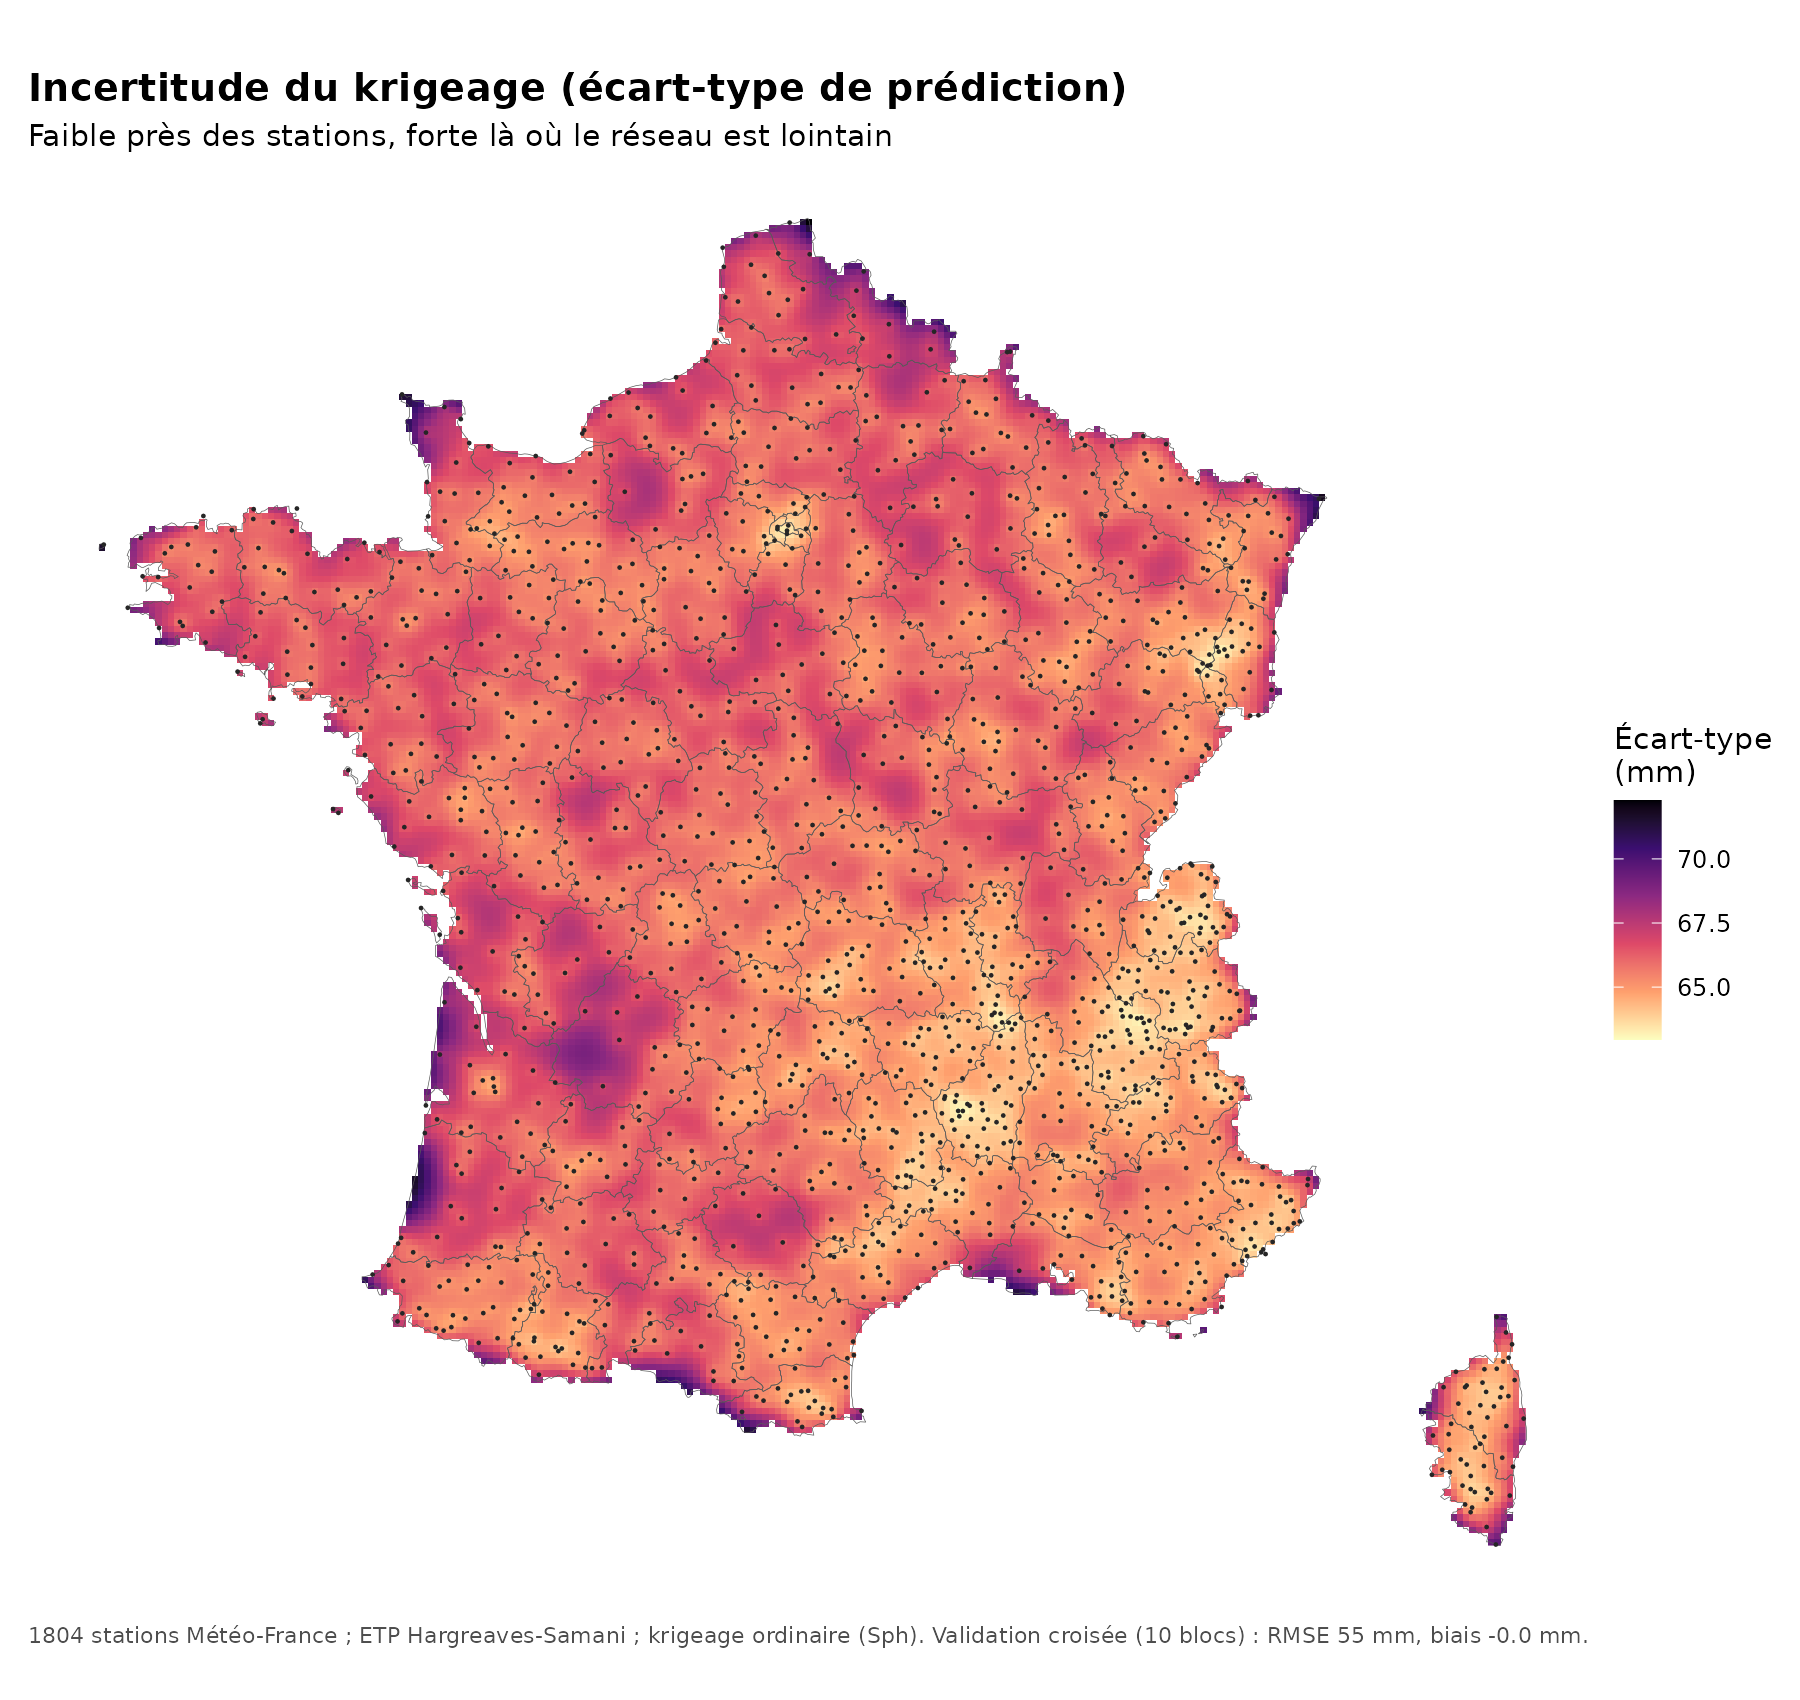 Incertitude du krigeage (écart-type de prédiction)
Faible près des stations, forte là où le réseau est lointain
Écart-type
(mm)
70.0
67.5
65.0
1804 stations Météo-France ; ETP Hargreaves-Samani ; krigeage ordinaire (Sph). Validation croisée (10 blocs) : RMSE 55 mm, biais -0.0 mm.